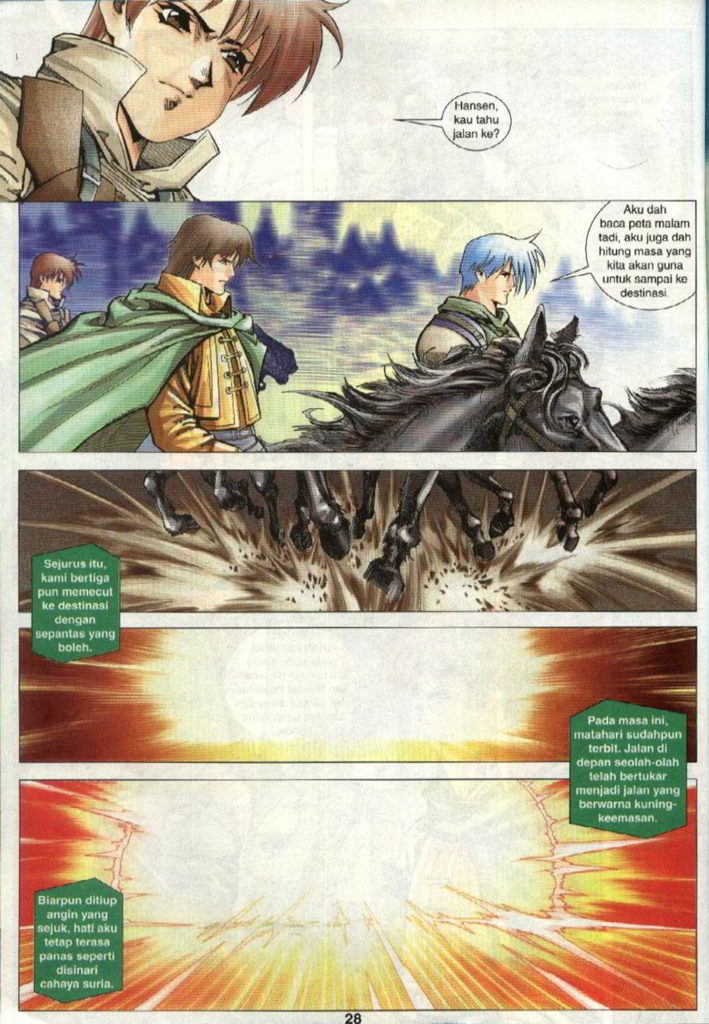 Hansen,
kau tahu
jalan ke?
Aku dah
baca peta malam
tadi, aku juga dah
hitung masa yang
kita akan guna
untuk sampai ke
destinasi.
Sejurus itu,
kami bertiga
pun memecut
ke destinasi
dengan
sepantas yang
boleh.
Pada masa ini,
matahari sudahpun
terbit. Jalan di
depan seolah-olah
telah bertukar
menjadi jalan yang
berwarna kuning-
keemasan.
Biarpun ditiup
angin yang
sejuk, hati aku
tetap terasa
panas seperti
disinari
cahaya suria.
28